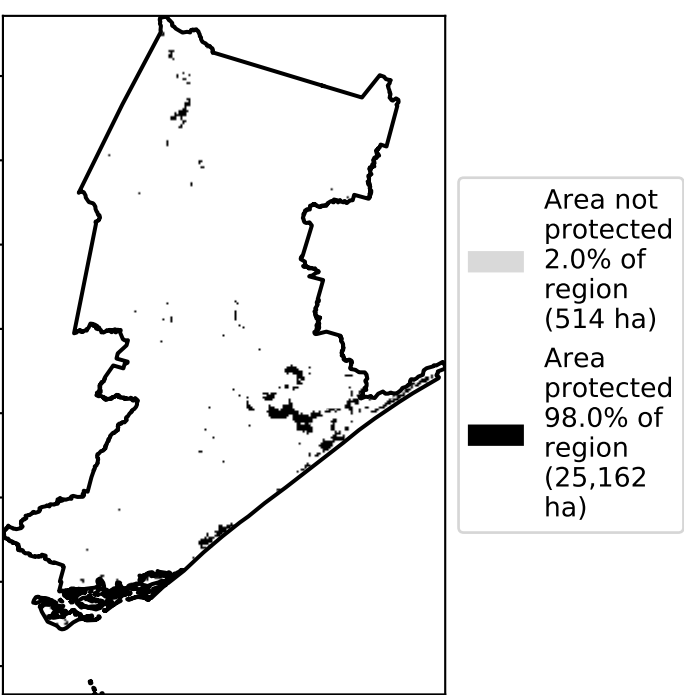 Area not
protected
2.0% of
region
(514 ha)
Area
protected
98.0% of
region
(25,162
ha)